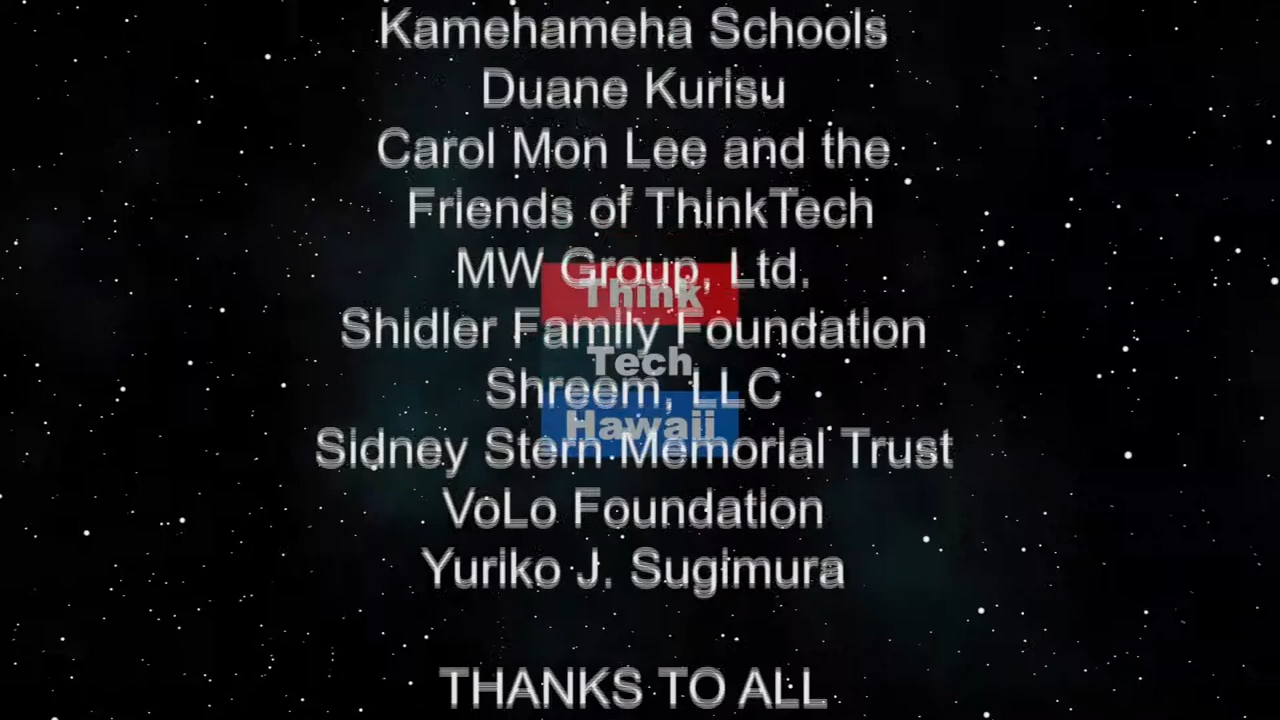 Kamehameha Schools
Duane Kurisu
Carol Mon Lee and the
Friends of ThinkTech
MW Group, Ltd.
Think
Shidler Family Foundation
Tech
Shreem, LLC
Hawaii
Sidney Stern Memorial Trust
VoLo Foundation
Yuriko J. Sugimura
THANKS TO ALL